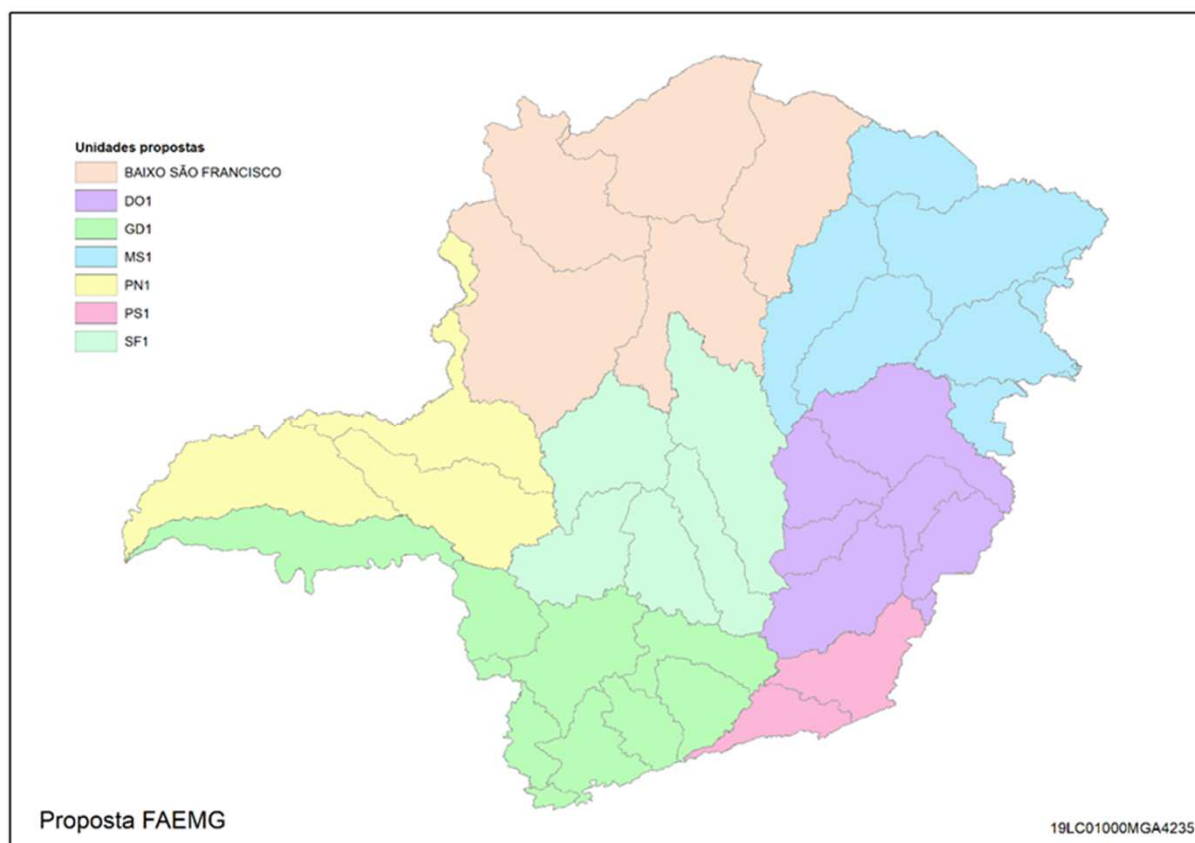 Unidades propostas
BAIXO SÃO FRANCISCO
DO1
GD1
MS1
PN1
PS1
SF1
Proposta FAEMG
19LC01000MGA4235